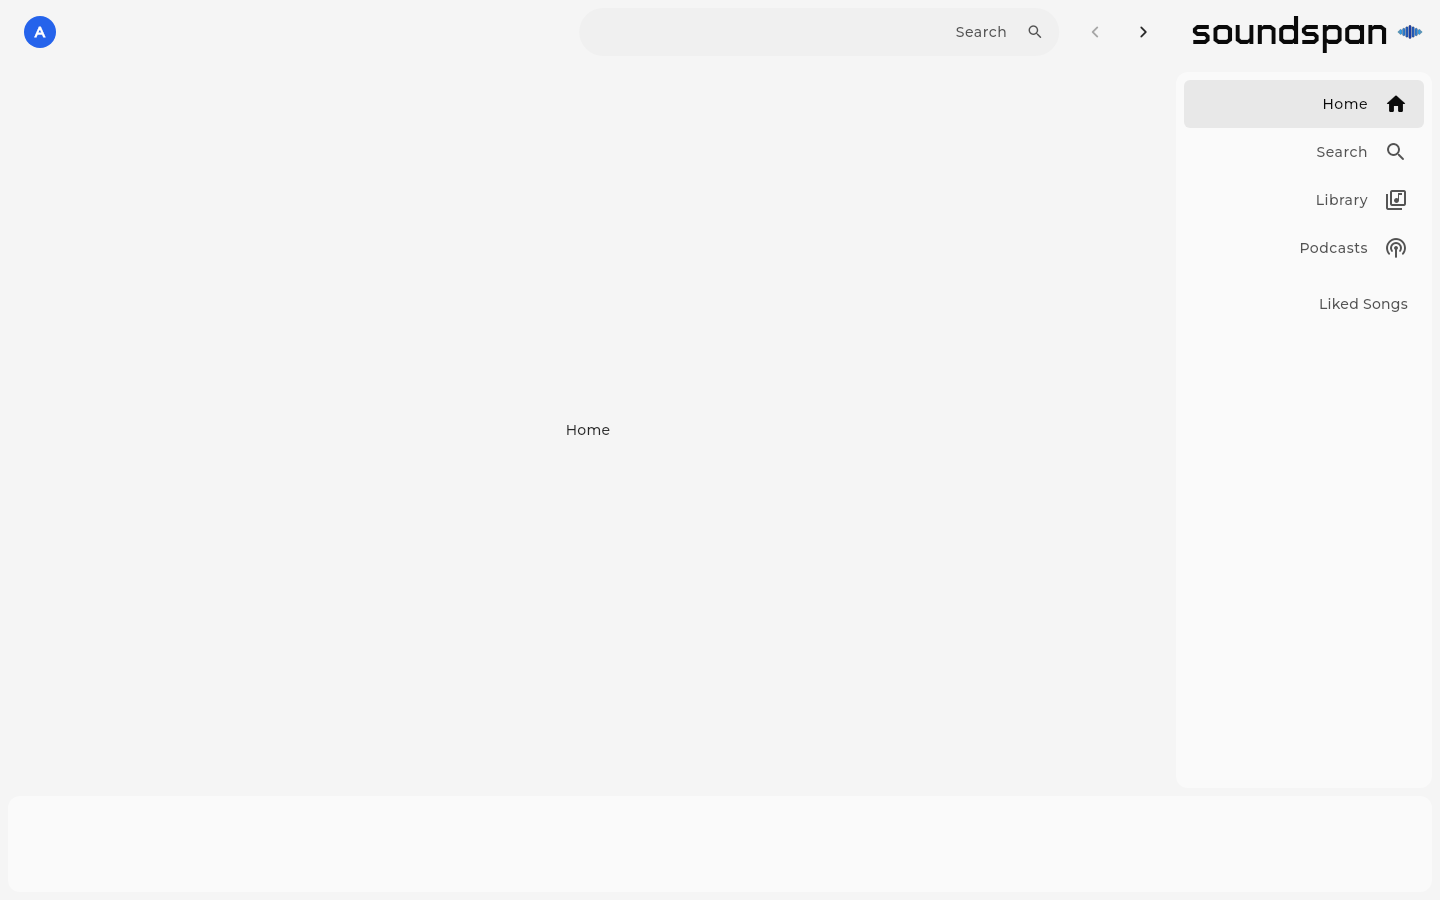 soundspan
Search
A
Home
Search
Library
Podcasts
Liked Songs
Home